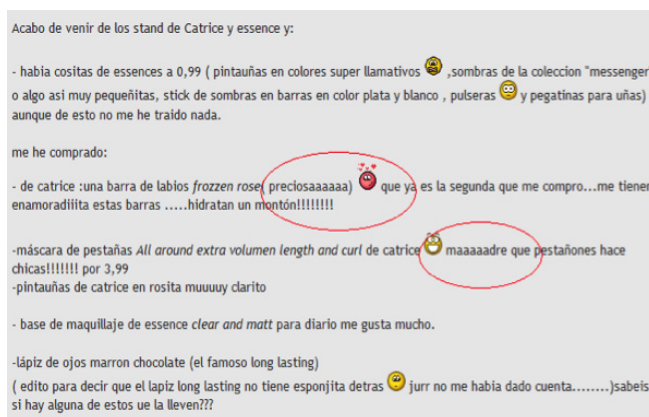 Acabo de venir de los stand de Catrice y essence y:
- habia cositas de essences a 0,99 ( pintauñas en colores super llamativos ,sombras de la coleccion "messenger
o algo asi muy pequeñitas, stick de sombras en barras en color plata y blanco , pulseras y pegatinas para uñas)
aunque de esto no me he traido nada.
me he comprado:
- de catrice :una barra de labios frozzen rose( preciosaaaaaa) que ya es la segunda que me compro...me tienen
enamoradiiita estas barras .....hidratan un montón!!!!!!!!
-máscara de pestañas All around extra volumen length and curl de catrice maaaaadre que pestañones hace
chicas!!!!!!! por 3,99
-pintauñas de catrice en rosita muuuuy clarito
- base de maquillaje de essence clear and matt para diario me gusta mucho.
-lápiz de ojos marron chocolate (el famoso long lasting)
( edito para decir que el lapiz long lasting no tiene esponjita detras jurr no me habia dado cuenta........)sabeis
si hay alguna de estos ue la lleven???